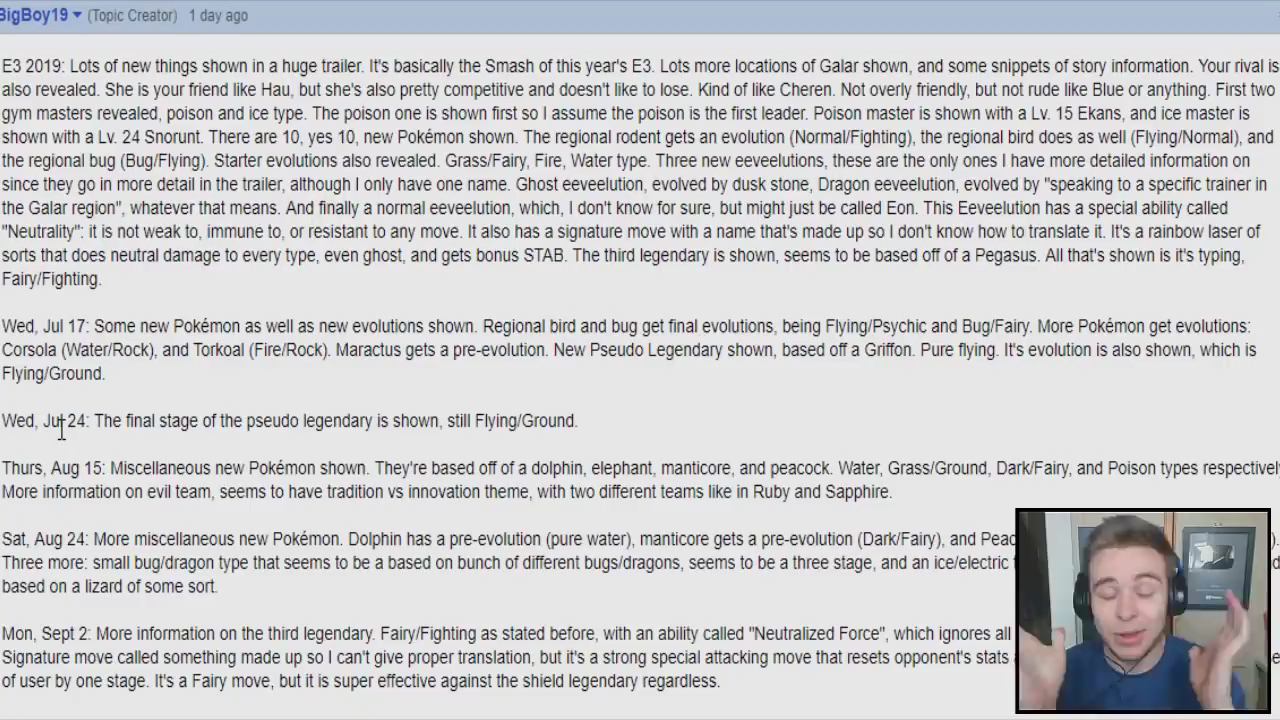 BigBoy19 (Topic Creator) 1 day ago
E3 2019: Lots of new things shown in a huge trailer. It's basically the Smash of this year's E3. Lots more locations of Galar shown, and some snippets of story information. Your rival is
also revealed. She is your friend like Hau, but she's also pretty competitive and doesn't like to lose. Kind of like Cheren. Not overly friendly, but not rude like Blue or anything. First two
gym masters revealed, poison and ice type. The poison one is shown first so I assume the poison is the first leader. Poison master is shown with a Lv. 15 Ekans, and ice master is
shown with a Lv. 24 Snorunt. There are 10, yes 10, new Pokémon shown. The regional rodent gets an evolution (Normal/Fighting), the regional bird does as well (Flying/Normal), and
the regional bug (Bug/Flying). Starter evolutions also revealed. Grass/Fairy, Fire, Water type. Three new eeveelutions, these are the only ones I have more detailed information on
since they go in more detail in the trailer, although I only have one name. Ghost eeveelution, evolved by dusk stone, Dragon eeveelution, evolved by "speaking to a specific trainer in
the Galar region", whatever that means. And finally a normal eeveelution, which, I don't know for sure, but might just be called Eon. This Eeveelution has a special ability called
"Neutrality": it is not weak to, immune to, or resistant to any move. It also has a signature move with a name that's made up so I don't know how to translate it. It's a rainbow laser of
sorts that does neutral damage to every type, even ghost, and gets bonus STAB. The third legendary is shown, seems to be based off of a Pegasus. All that's shown is it's typing,
Fairy/Fighting.
Wed, Jul 17: Some new Pokémon as well as new evolutions shown. Regional bird and bug get final evolutions, being Flying/Psychic and Bug/Fairy. More Pokémon get evolutions:
Corsola (Water/Rock), and Torkoal (Fire/Rock). Maractus gets a pre-evolution. New Pseudo Legendary shown, based off a Griffon. Pure flying. It's evolution is also shown, which is
Flying/Ground.
Wed, Jul 24: The final stage of the pseudo legendary is shown, still Flying/Ground.
Thurs, Aug 15: Miscellaneous new Pokémon shown. They're based off of a dolphin, elephant, manticore, and peacock. Water, Grass/Ground, Dark/Fairy, and Poison types respectivel
More information on evil team, seems to have tradition vs innovation theme, with two different teams like in Ruby and Sapphire.
Sat, Aug 24: More miscellaneous new Pokémon. Dolphin has a pre-evolution (pure water), manticore gets a pre-evolution (Dark/Fairy), and Peac
Three more: small bug/dragon type that seems to be a based on bunch of different bugs/dragons, seems to be a three stage, and an ice/electric
based on a lizard of some sort.
Mon, Sept 2: More information on the third legendary. Fairy/Fighting as stated before, with an ability called "Neutralized Force", which ignores all
Signature move called something made up so I can't give proper translation, but it's a strong special attacking move that resets opponent's stats
of user by one stage. It's a Fairy move, but it is super effective against the shield legendary regardless.